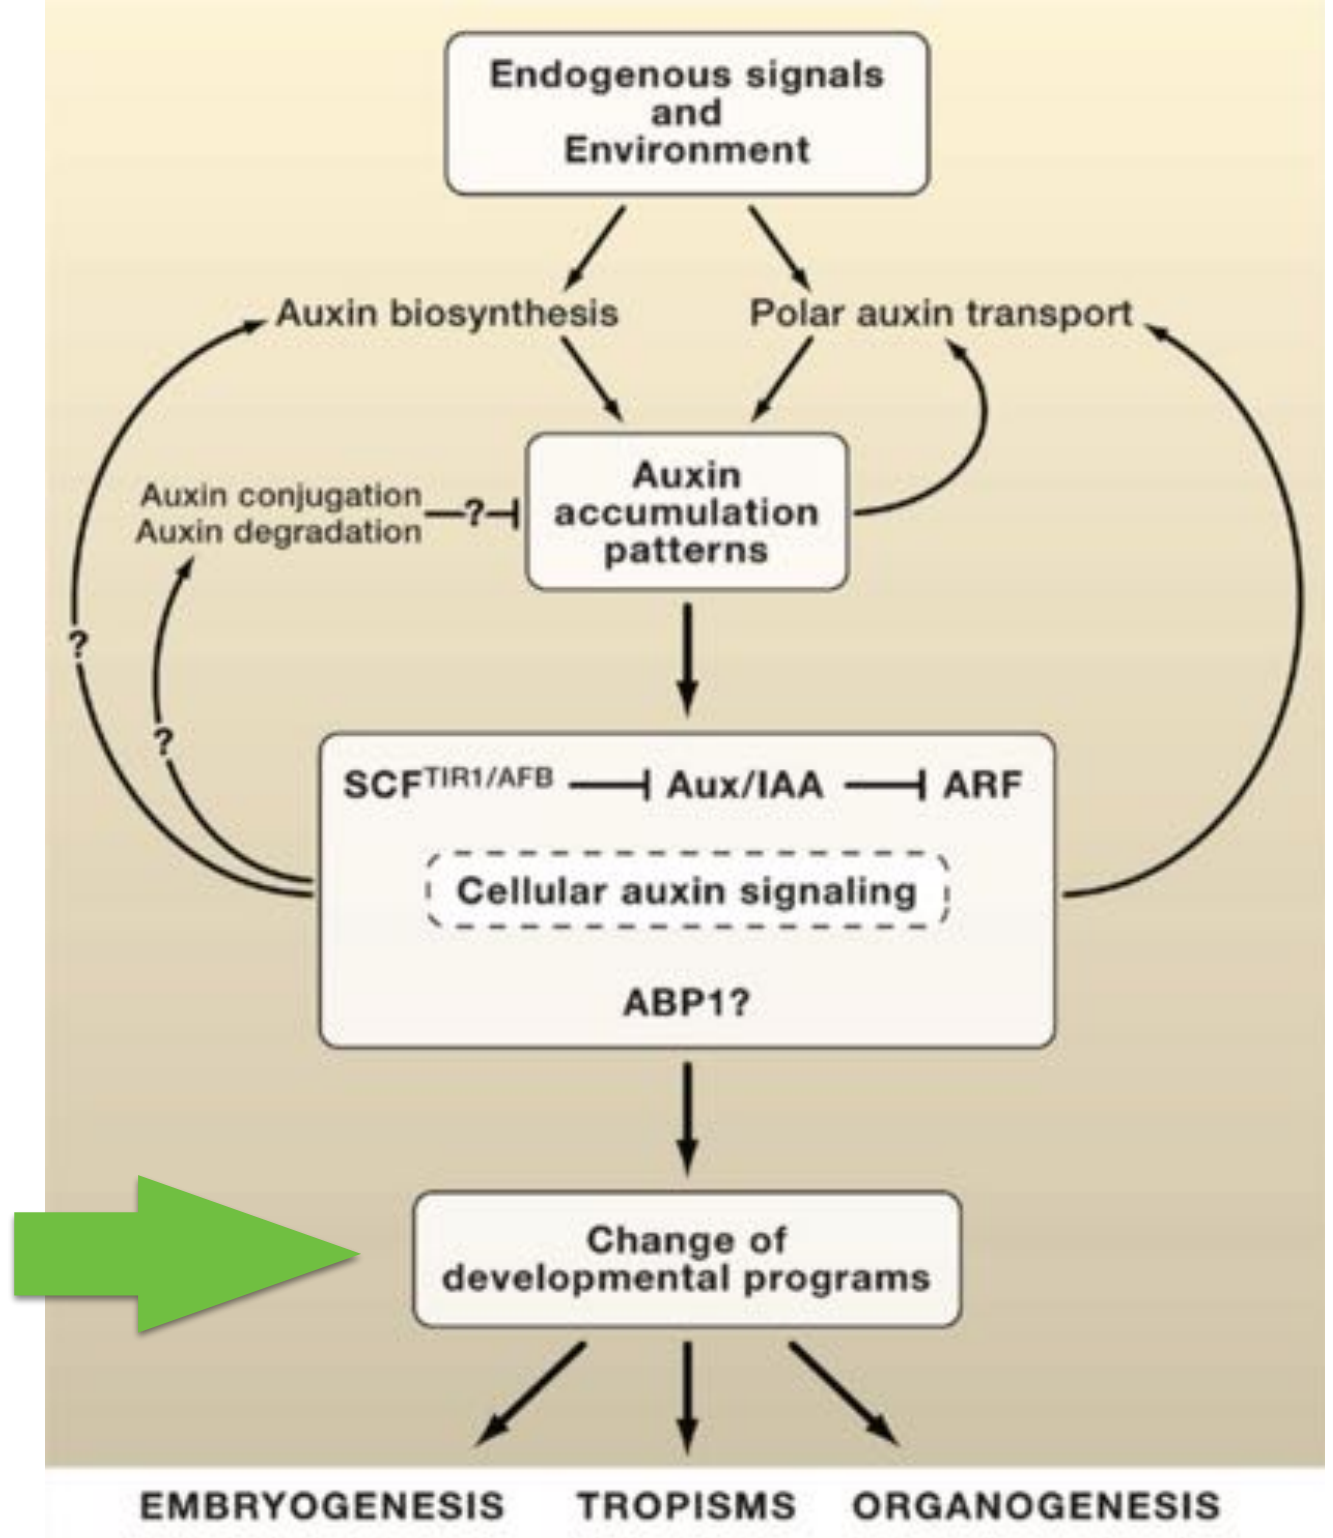 Endogenous signals
and
Environment
Auxin biosynthesis
Polar auxin transport
Auxin conjugation
Auxin degradation
?
Auxin
accumulation
patterns
?
?
SCFTIR1/AFB
Aux/IAA
ARF
Cellular auxin signaling
ABP1?
Change of
developmental programs
EMBRYOGENESIS
TROPISMS
ORGANOGENESIS